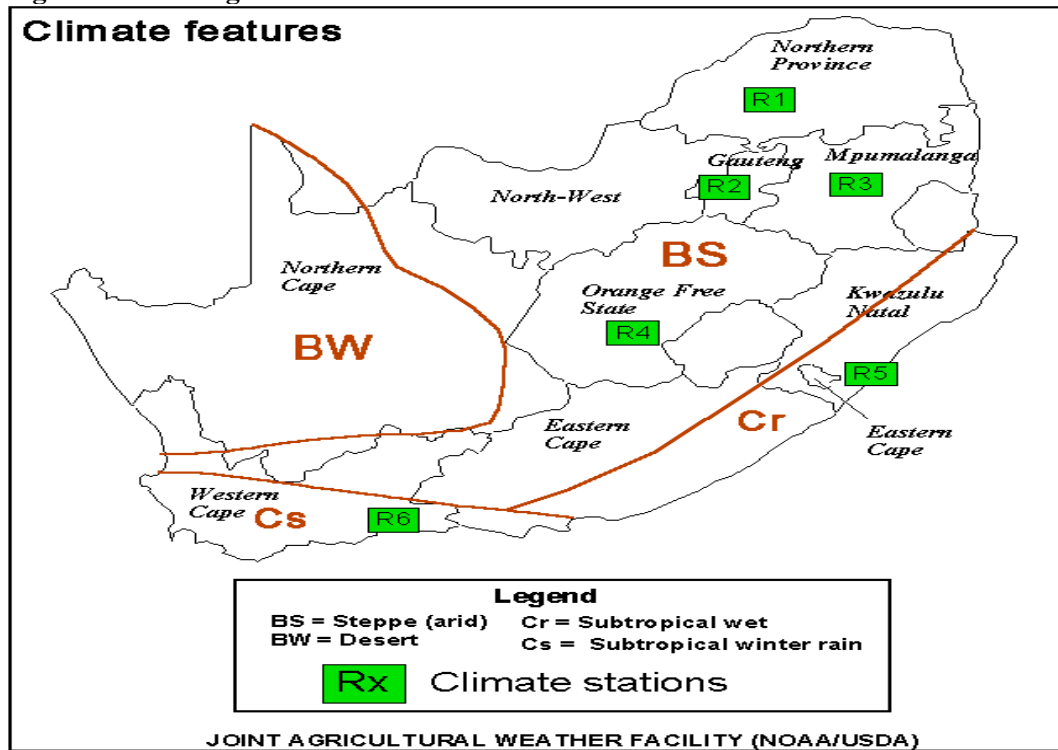 Climate features
Northern
Province
R1
Gauteng
Mpumalanga
R2
R3
North-West
BS
Northern
Cape
Orange Free
State
Kwazulu
Natal
R4
BW
R5
Cr
Eastern
Cape
Eastern
Cape
Western
Cape
Cs
R6
Legend
BS = Steppe (arid)
Cr = Subtropical wet
BW = Desert
Cs = Subtropical winter rain
Rx Climate stations
JOINT AGRICULTURAL WEATHER FACILITY (NOAA/USDA)